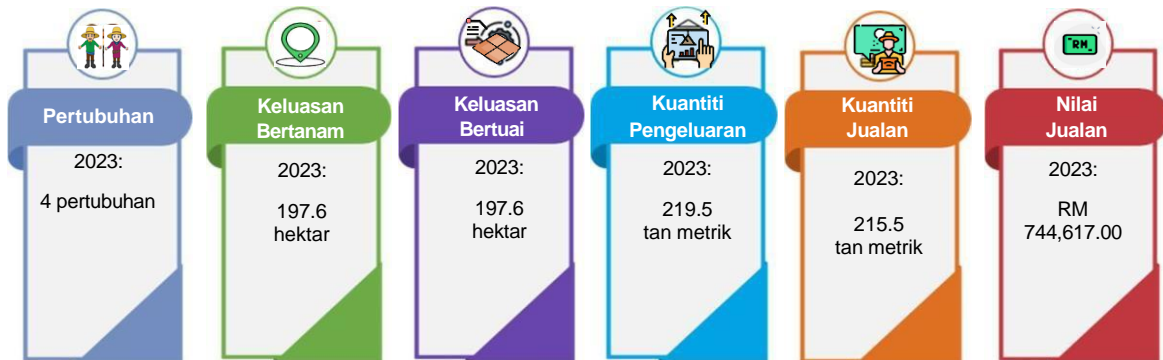 Pertubuhan
2023:
4 pertubuhan
Keluasan
Bertanam
2023:
197.6
hektar
Keluasan
Bertuai
2023:
197.6
hektar
Kuantiti
Pengeluaran
2023:
219.5
tan metrik
Kuantiti
Jualan
2023:
215.5
tan metrik
RM
Nilai
Jualan
2023:
RM
744,617.00